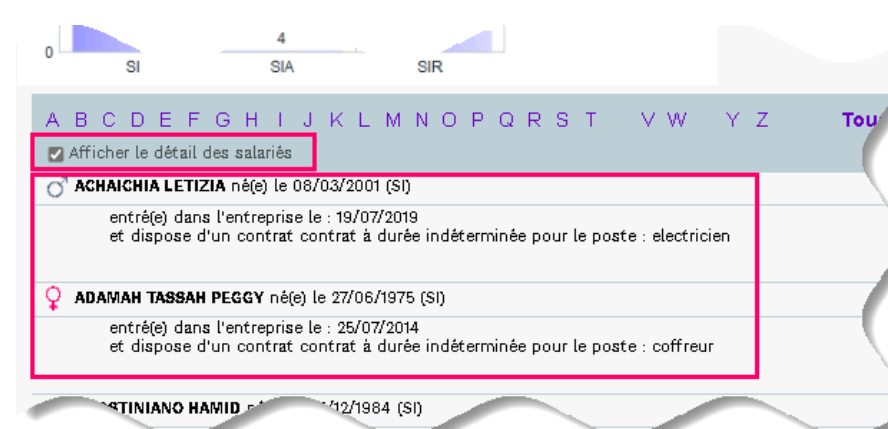 4
0
SI SIA SIR
A B C D E F G H I J K L M N O P Q R S T V W Y Z
Afficher le détail des salariés
ACHAICHIA LETIZIA né(e) le 08/03/2001 (SI)
entré(e) dans l'entreprise le : 19/07/2019
et dispose d'un contrat contrat à durée indéterminée pour le poste : electricien
ADAMAH TASSAH PEGGY né(e) le 27/06/1975 (SI)
entré(e) dans l'entreprise le : 25/07/2014
et dispose d'un contrat contrat à durée indéterminée pour le poste : coffreur
HAMID /12/1984 (SI)